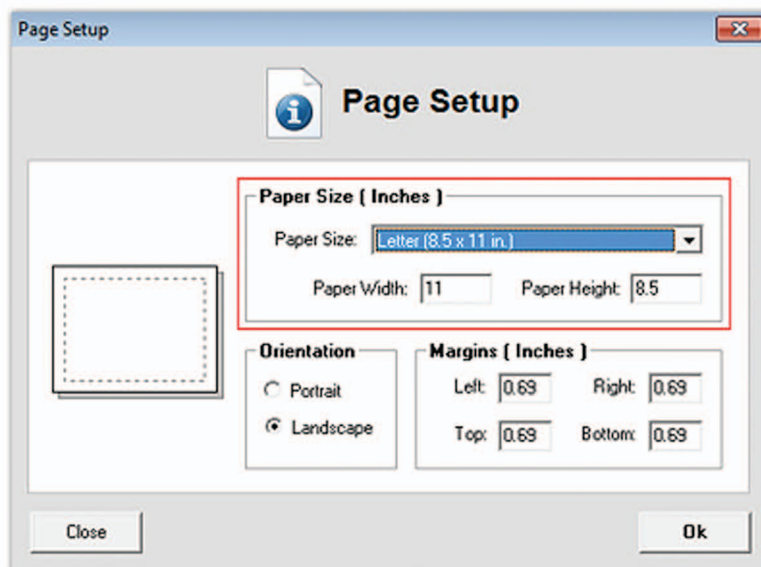 Page Setup
Page Setup
Paper Size ( Inches )
Paper Size: Letter (8.5 x 11 in.)
Paper Width: 11 Paper Height: 8.5
Orientation
Portrait
Landscape
Margins ( Inches )
Left: 0.69 Right: 0.69
Top: 0.69 Bottom: 0.69
Close Ok